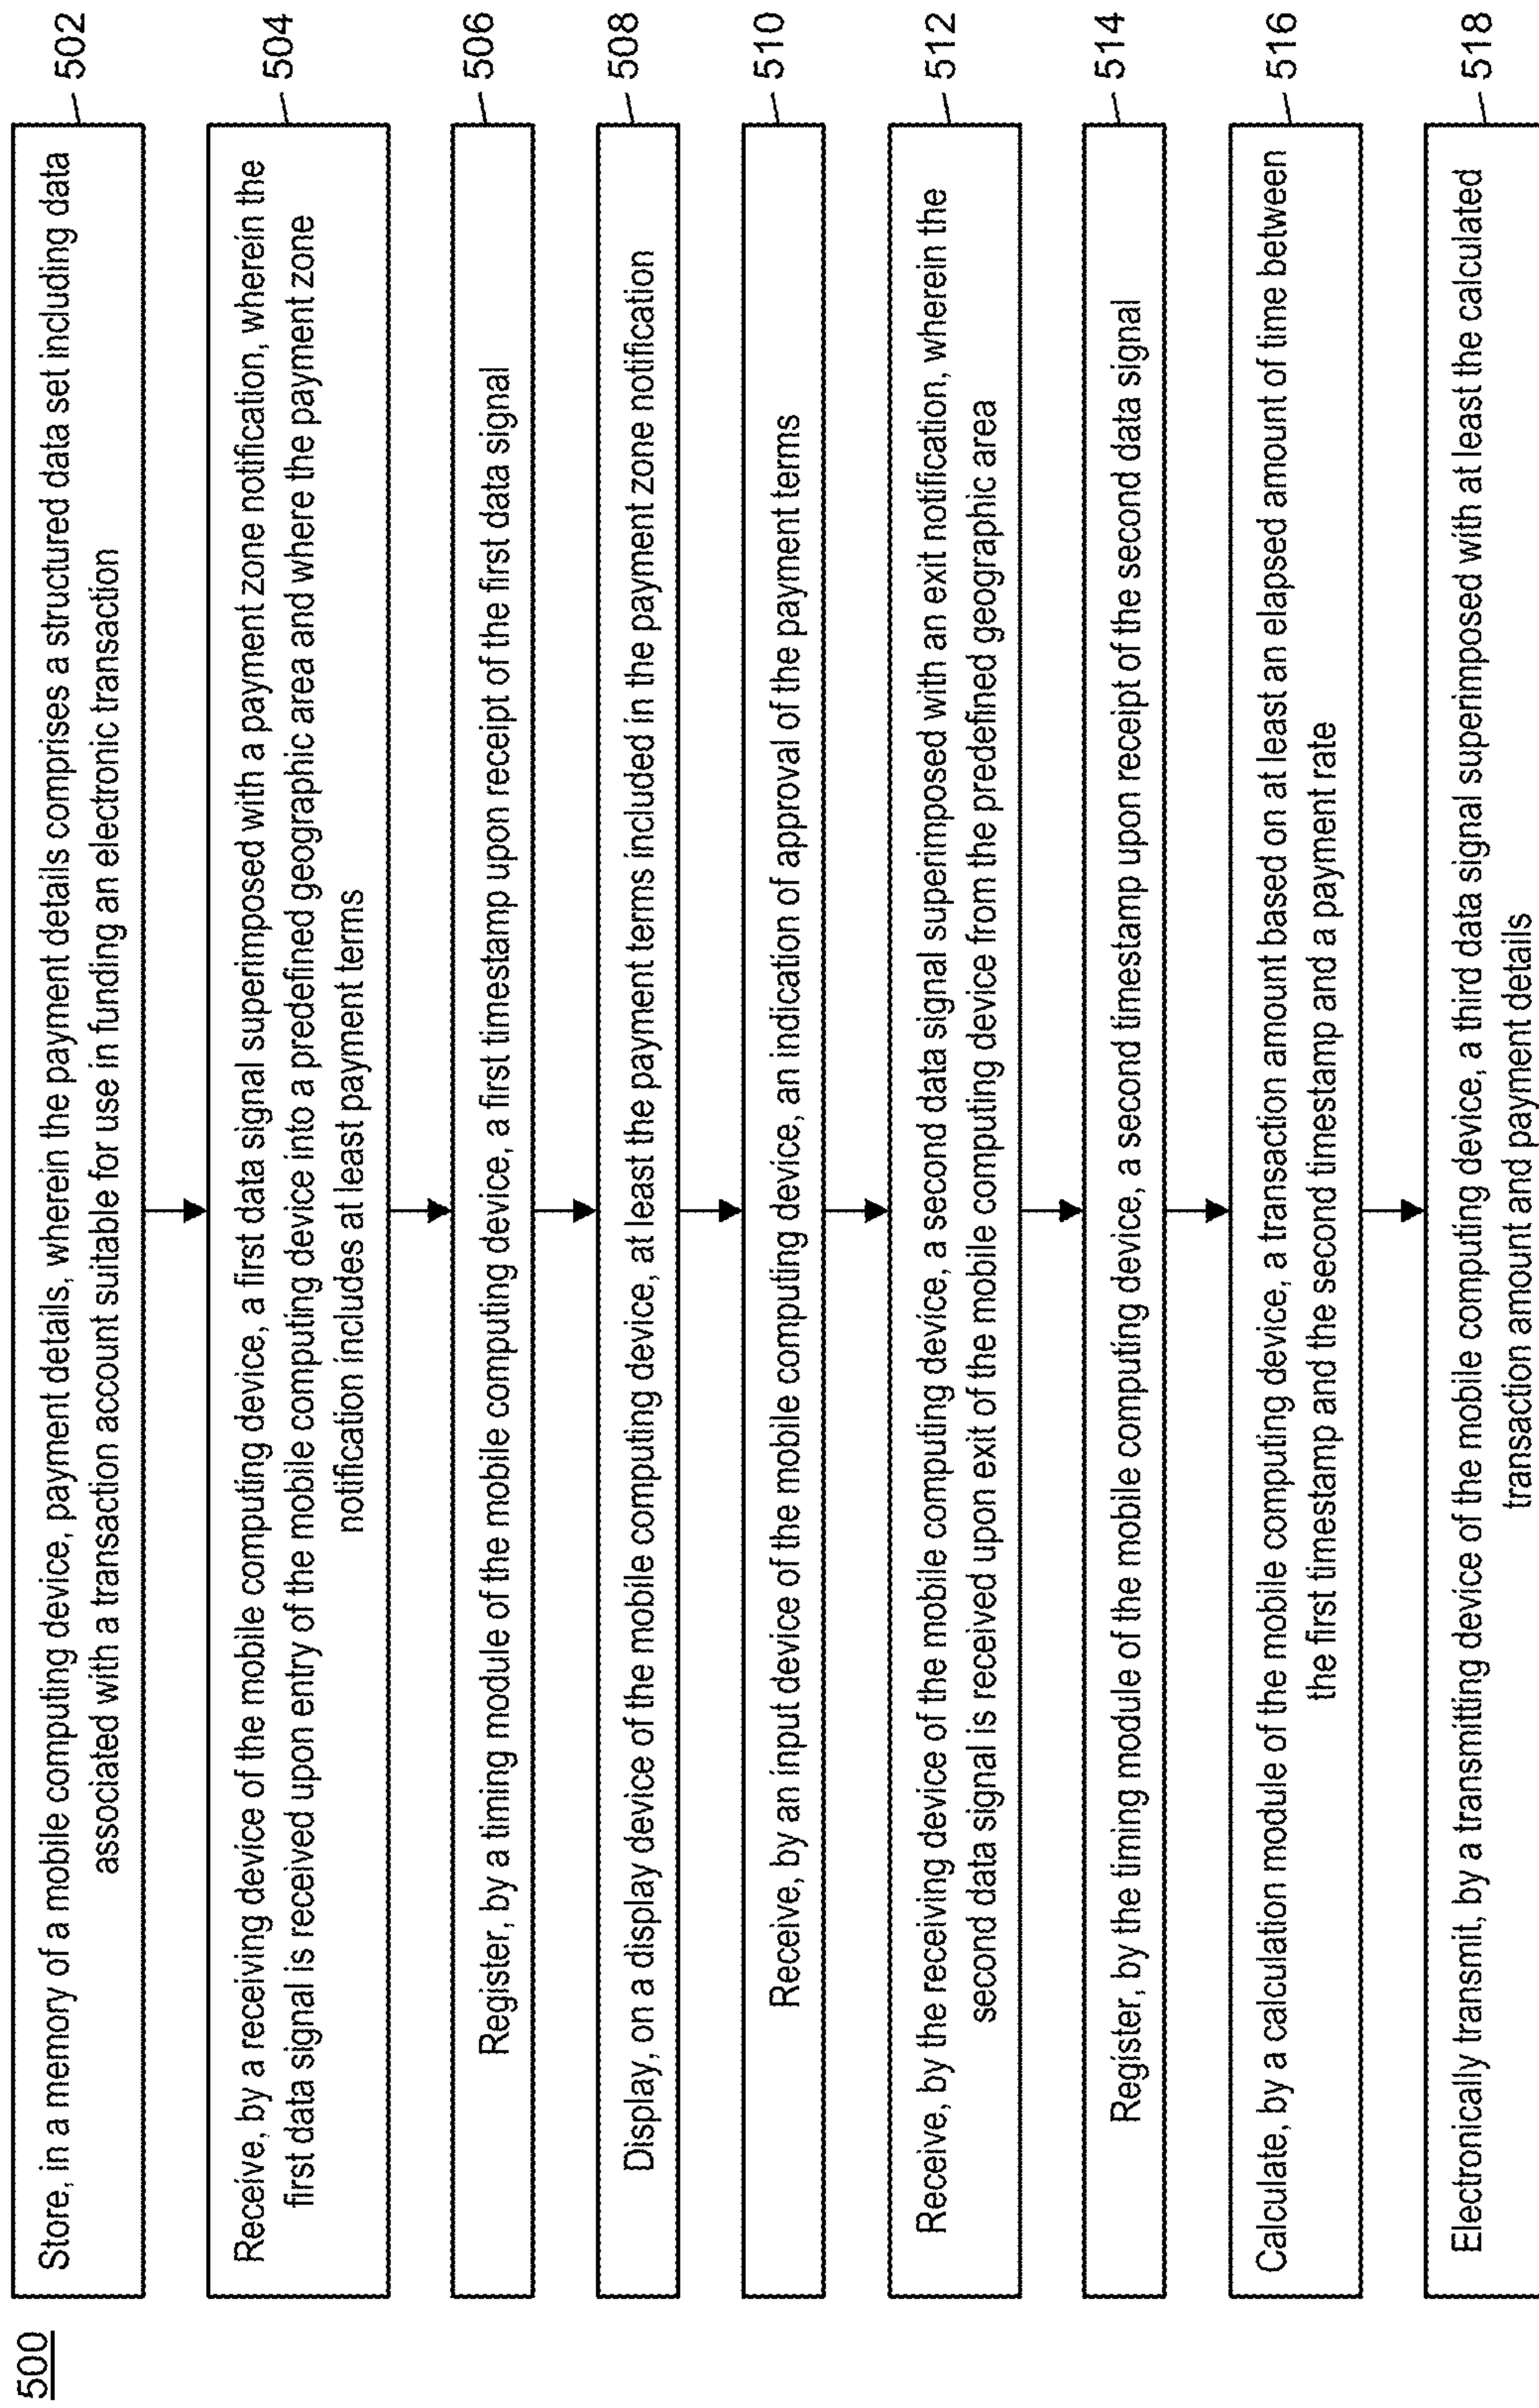 500
Store, in a memory of a mobile computing device, payment details, wherein the payment details comprises a structured data set including data
associated with a transaction account suitable for use in funding an electronic transaction
502
Receive, by a receiving device of the mobile computing device, a first data signal superimposed with a payment zone notification, wherein the
first data signal is received upon entry of the mobile computing device into a predefined geographic area and where the payment zone
notification includes at least payment terms
504
Register, by a timing module of the mobile computing device, a first timestamp upon receipt of the first data signal
506
Display, on a display device of the mobile computing device, at least the payment terms included in the payment zone notification
508
Receive, by an input device of the mobile computing device, an indication of approval of the payment terms
510
Receive, by the receiving device of the mobile computing device, a second data signal superimposed with an exit notification, wherein the
second data signal is received upon exit of the mobile computing device from the predefined geographic area
512
Register, by the timing module of the mobile computing device, a second timestamp upon receipt of the second data signal
514
Calculate, by a calculation module of the mobile computing device, a transaction amount based on at least an elapsed amount of time between
the first timestamp and the second timestamp and a payment rate
516
Electronically transmit, by a transmitting device of the mobile computing device, a third data signal superimposed with at least the calculated
transaction amount and payment details
518